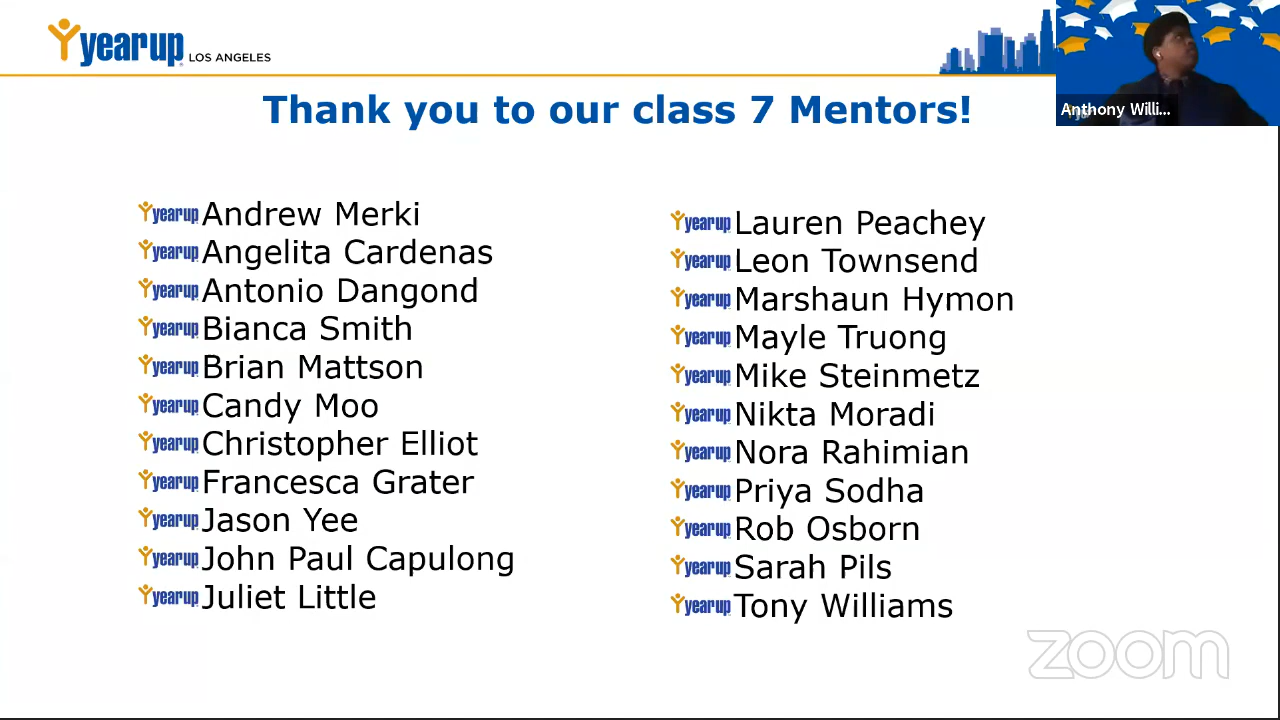 yearup LOS ANGELES
Thank you to our class 7 Mentors!
Anthony Willi...
yearup Andrew Merki
yearup Angelita Cardenas
yearup Antonio Dangond
yearup Bianca Smith
yearup Brian Mattson
yearup Candy Moo
yearup Christopher Elliot
yearup Francesca Grater
yearup Jason Yee
yearup John Paul Capulong
yearup Juliet Little
yearup Lauren Peachey
yearup Leon Townsend
yearup Marshaun Hymon
yearup Mayle Truong
yearup Mike Steinmetz
yearup Nikta Moradi
yearup Nora Rahimian
yearup Priya Sodha
yearup Rob Osborn
yearup Sarah Pils
yearup Tony Williams
zoom